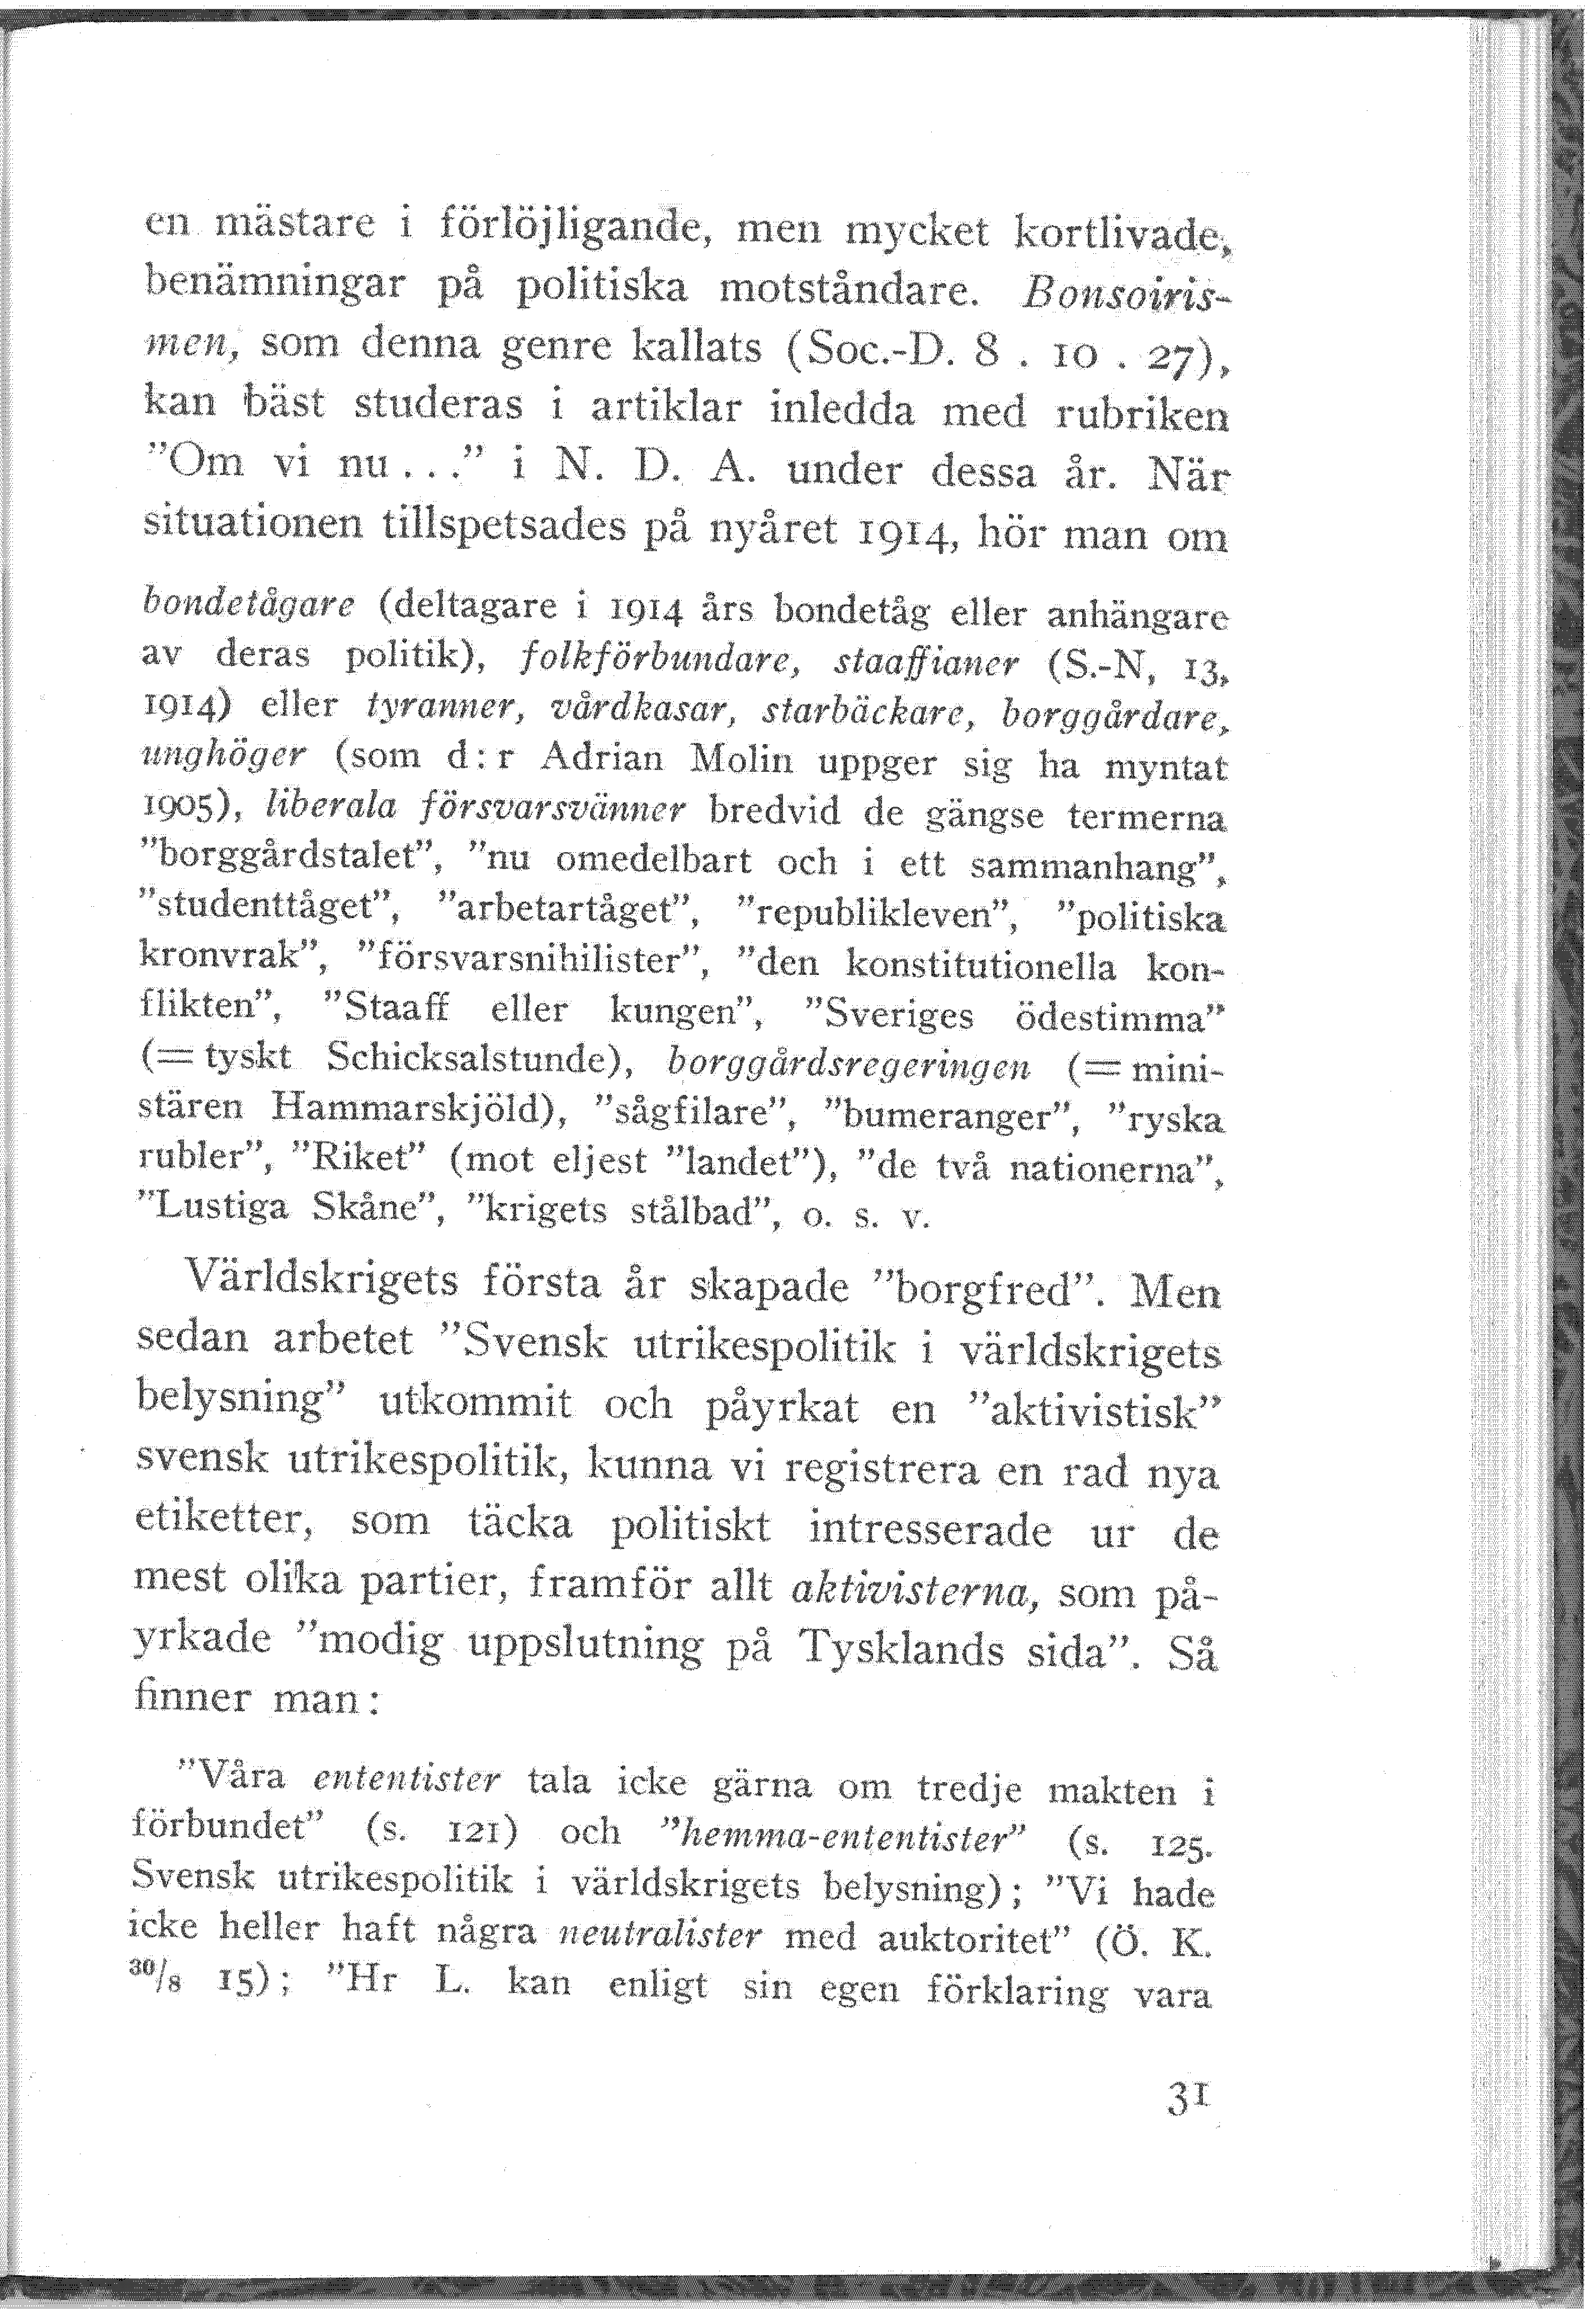 en mästare i förlöjligande, men mycket kortlivade,
benämningar på politiska motståndare. Bonsoiris-
men, som denna genre kallats (Soc.-D. 8 . 10 . 27),
kan bäst studeras i artiklar inledda med rubriken
”Om vi nu...” i N. D. A. under dessa år. När
situationen tillspetsades på nyåret 1914, hör man om
bondetågare (deltagare i 1914 års bondetåg eller anhängare
av deras politik), folkförbundare, staaffianer (S.-N, 13,
1914) eller tyranner, vårdkasar, starbäckare, borggårdare,
unghöger (som d:r Adrian Molin uppger sig ha myntat
1905), liberala försvarsvänner bredvid de gängse termerna
”borggårdstalet”, ”nu omedelbart och i ett sammanhang”,
”studenttåget”, ”arbetartåget”, ”republikleven”, ”politiska
kronvrak”, ”försvarsnihilister”, ”den konstitutionella kon-
flikten”, ”Staaff eller kungen”, ”Sveriges ödestimma”
(= tyskt Schicksalstunde), borggårdsregeringen (= mini-
stären Hammarskjöld), ”sågfilare”, ”bumeranger”, ”ryska
rubler”, ”Riket” (mot eljest ”landet”), ”de två nationerna”,
”Lustiga Skåne”, ”krigets stålbad”, o. s. v.
Världskrigets första år skapade ”borgfred”. Men
sedan arbetet ”Svensk utrikespolitik i världskrigets
belysning” utkommit och påyrkat en ”aktivistisk”
svensk utrikespolitik, kunna vi registrera en rad nya
etiketter, som täcka politiskt intresserade ur de
mest olika partier, framför allt aktivisterna, som på-
yrkade ”modig uppslutning på Tysklands sida”. Så
finner man:
”Våra ententister tala icke gärna om tredje makten i
förbundet” (s. 121) och ”hemma-ententister” (s. 125.
Svensk utrikespolitik i världskrigets belysning); ”Vi hade
icke heller haft några neutralister med auktoritet” (Ö. K.
30/8 15); ”Hr L. kan enligt sin egen förklaring vara
31